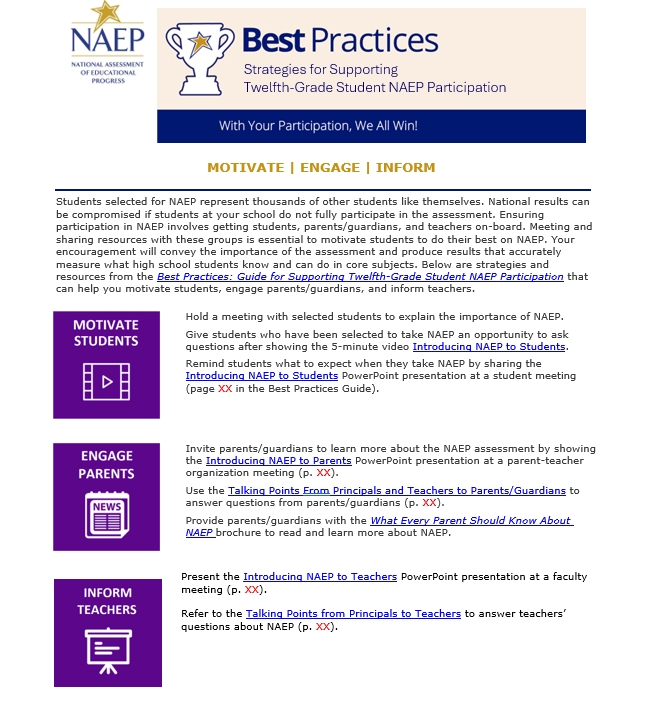 NAEP
NATIONAL ASSESSMENT
OF EDUCATIONAL
PROGRESS
Best Practices
Strategies for Supporting
Twelfth-Grade Student NAEP Participation
With Your Participation, We All Win!
MOTIVATE | ENGAGE | INFORM
Students selected for NAEP represent thousands of other students like themselves. National results can
be compromised if students at your school do not fully participate in the assessment. Ensuring
participation in NAEP involves getting students, parents/guardians, and teachers on-board. Meeting and
sharing resources with these groups is essential to motivate students to do their best on NAEP. Your
encouragement will convey the importance of the assessment and produce results that accurately
measure what high school students know and can do in core subjects. Below are strategies and
resources from the Best Practices: Guide for Supporting Twelfth-Grade Student NAEP Participation that
can help you motivate students, engage parents/guardians, and inform teachers.
MOTIVATE
STUDENTS
Hold a meeting with selected students to explain the importance of NAEP.
Give students who have been selected to take NAEP an opportunity to ask
questions after showing the 5-minute video Introducing NAEP to Students.
Remind students what to expect when they take NAEP by sharing the
Introducing NAEP to Students PowerPoint presentation at a student meeting
(page XX in the Best Practices Guide).
ENGAGE
PARENTS
NEWS
Invite parents/guardians to learn more about the NAEP assessment by showing
the Introducing NAEP to Parents PowerPoint presentation at a parent-teacher
organization meeting (p. XX).
Use the Talking Points From Principals and Teachers to Parents/Guardians to
answer questions from parents/guardians (p. XX).
Provide parents/guardians with the What Every Parent Should Know About
NAEP brochure to read and learn more about NAEP.
INFORM
TEACHERS
Present the Introducing NAEP to Teachers PowerPoint presentation at a faculty
meeting (p. XX).
Refer to the Talking Points from Principals to Teachers to answer teachers’
questions about NAEP (p. XX).